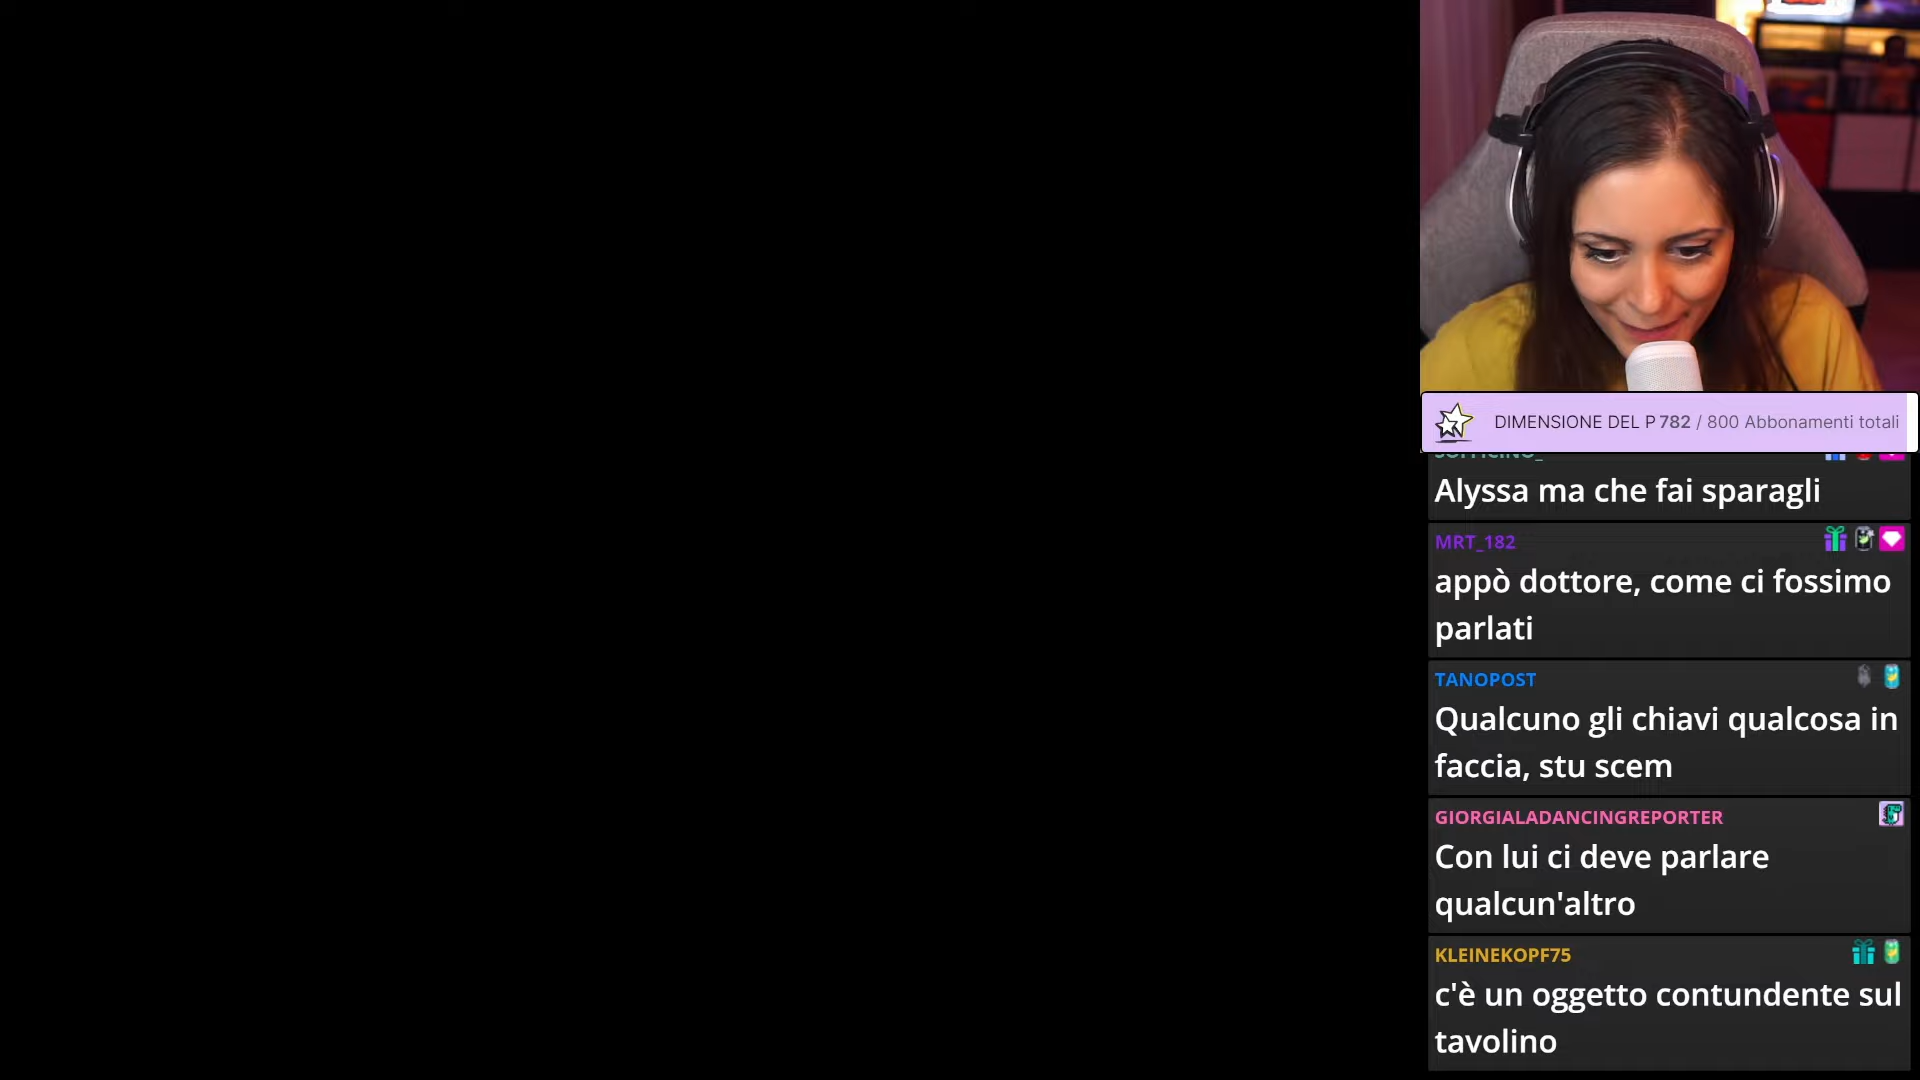 DIMENSIONE DEL P 782 / 800 Abbonamenti totali
Alyssa ma che fai sparagli
MRT_182
appò dottore, come ci fossimo
parlati
TANOPOST
Qualcuno gli chiavi qualcosa in
faccia, stu scem
GIORGIALADANCINGREPORTER
Con lui ci deve parlare
qualcun'altro
KLEINEKOPF75
c'è un oggetto contundente sul
tavolino